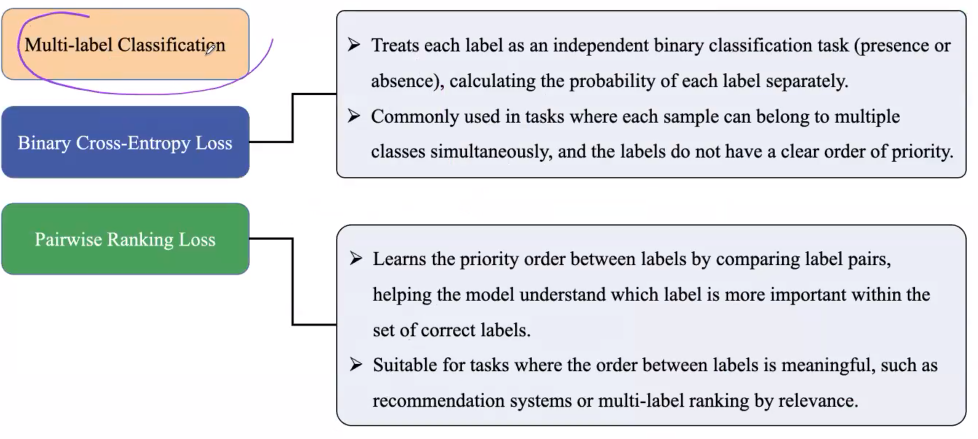 Multi-label Classification
Binary Cross-Entropy Loss
Pairwise Ranking Loss
➢ Treats each label as an independent binary classification task (presence or
absence), calculating the probability of each label separately.
➢ Commonly used in tasks where each sample can belong to multiple
classes simultaneously, and the labels do not have a clear order of priority.
➢ Learns the priority order between labels by comparing label pairs,
helping the model understand which label is more important within the
set of correct labels.
➢ Suitable for tasks where the order between labels is meaningful, such as
recommendation systems or multi-label ranking by relevance.